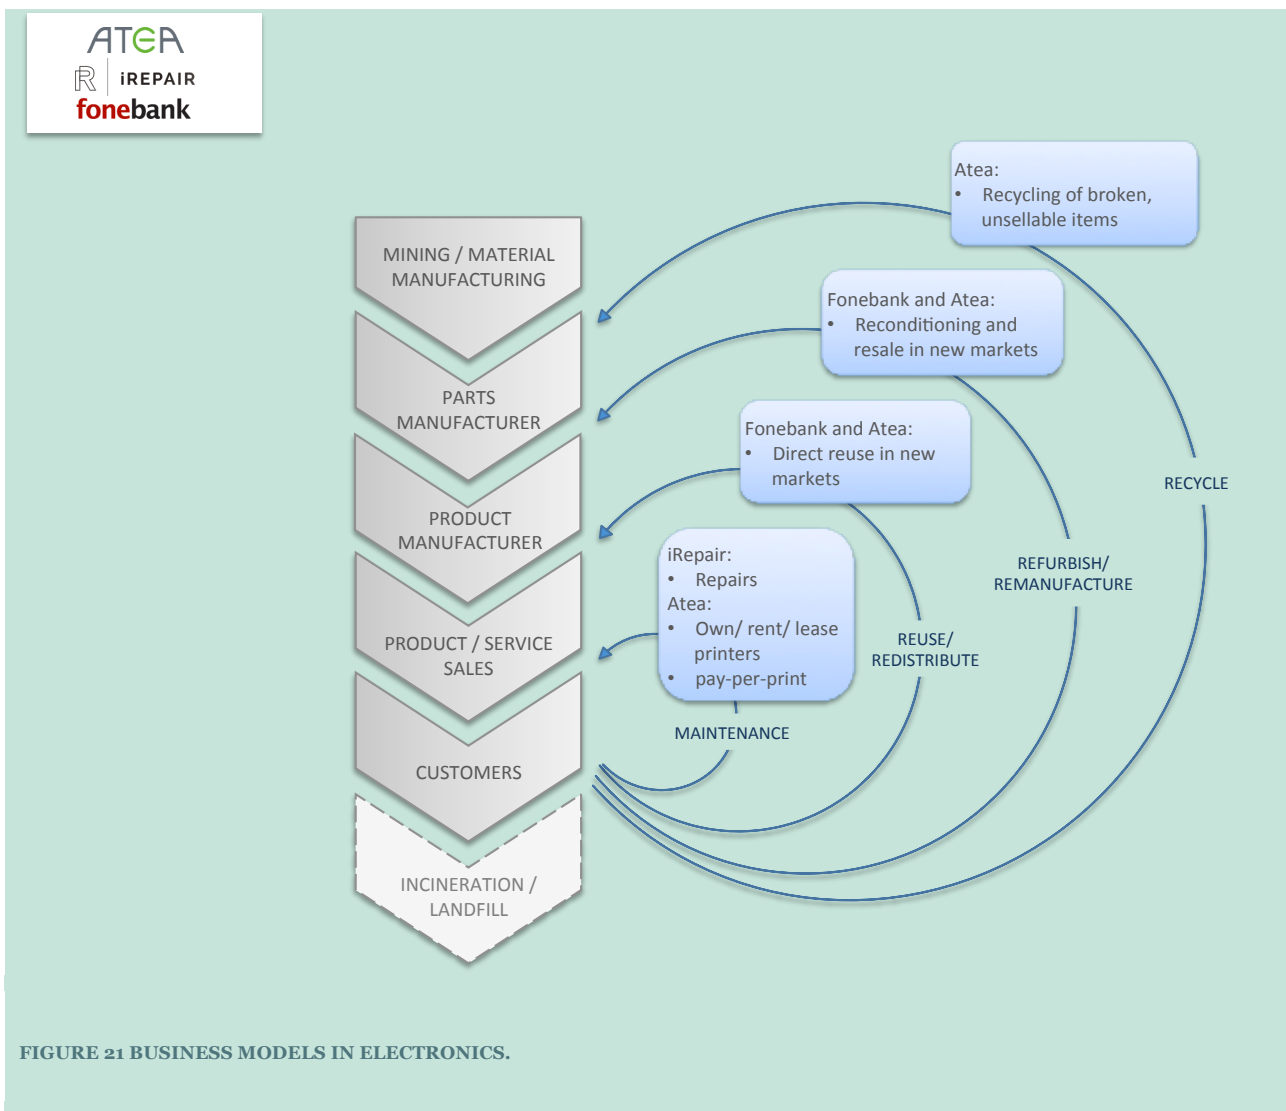 ATEA
R iREPAIR
fonebank
Atea:
• Recycling of broken,
unsellable items
MINING / MATERIAL
MANUFACTURING
Fonebank and Atea:
• Reconditioning and
resale in new markets
PARTS
MANUFACTURER
Fonebank and Atea:
• Direct reuse in new
markets
RECYCLE
PRODUCT
MANUFACTURER
iRepair:
• Repairs
Atea:
• Own/ rent/ lease
printers
• pay-per-print
REFURBISH/
REMANUFACTURE
PRODUCT / SERVICE
SALES
REUSE/
REDISTRIBUTE
MAINTENANCE
CUSTOMERS
INCINERATION /
LANDFILL
FIGURE 21 BUSINESS MODELS IN ELECTRONICS.